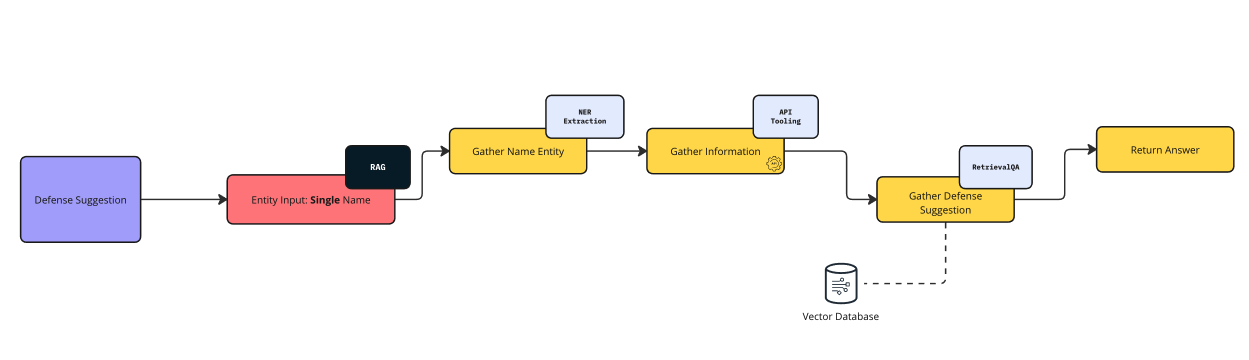 Defense Suggestion
RAG
Entity Input: Single Name
NER
Extraction
Gather Name Entity
API
Tooling
Gather Information
API
RetrievalQA
Gather Defense
Suggestion
Vector Database
Return Answer